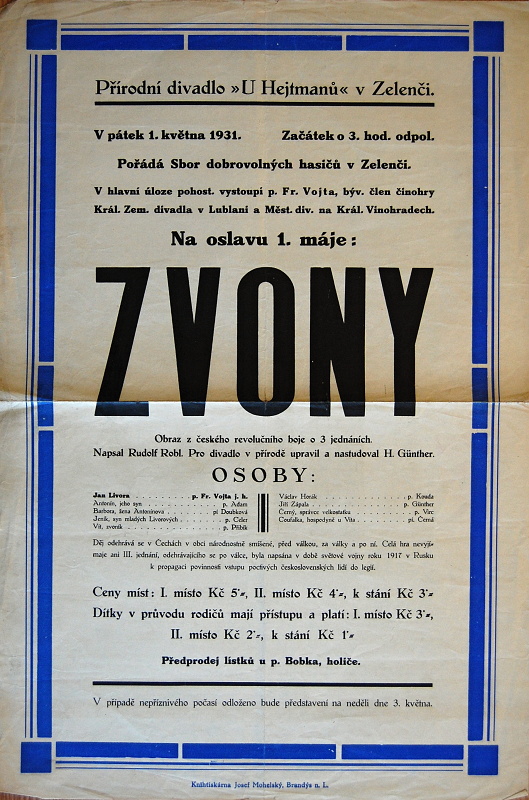 Přírodní divadlo »U Hejtmanů« v Zelenči.
V pátek 1. května 1931. Začátek o 3. hod. odpol.
Pořádá Sbor dobrovolných hasičů v Zelenči.
V hlavní úloze pohost. vystoupí p. Fr. Vojta, býv. člen činohry
Král. Zem. divadla v Lublani a Měst. div. na Král. Vinohradech.
Na oslavu 1. máje:
ZVONY
Obraz z českého revolučního boje o 3 jednáních.
Napsal Rudolf Robl. Pro divadlo v přírodě upravil a nastudoval H. Günther.
OSOBY:
Jan Livora . . . . . . . . . p. Fr. Vojta j. h.
Antonín, jeho syn . . . . . . . . . p. Adam
Barbora, žena Antonínova . . . . . . pí Doubková
Jeník, syn mladých Livorových . . . . . p. Celer
Vít, zvoník . . . . . . . . . . p. Přibík
Václav Horák . . . . . . . . . . p. Kouda
Jiří Zápala . . . . . . . . . . p. Günther
Černý, správce velkostatku . . . . . . p. Virc
Coufalka, hospodyně u Víta . . . . . . pí. Černá
Děj odehrává se v Čechách v obci národnostně smíšené, před válkou, za války a po ní. Celá hra nevyjí-
maje ani III. jednání, odehrávajícího se po válce, byla napsána v době světové vojny roku 1917 v Rusku
k propagaci povinnosti vstupu poctivých československých lidí do legií.
Ceny míst: I. místo Kč 5·-, II. místo Kč 4·-, k stání Kč 3·-
Dítky v průvodu rodičů mají přístupu a platí: I. místo Kč 3·-,
II. místo Kč 2·-, k stání Kč 1·-
Předprodej lístků u p. Bobka, holiče.
V případě nepříznivého počasí odloženo bude představení na neděli dne 3. května.
Knihtiskárna Josef Mohelský, Brandýs n. L.